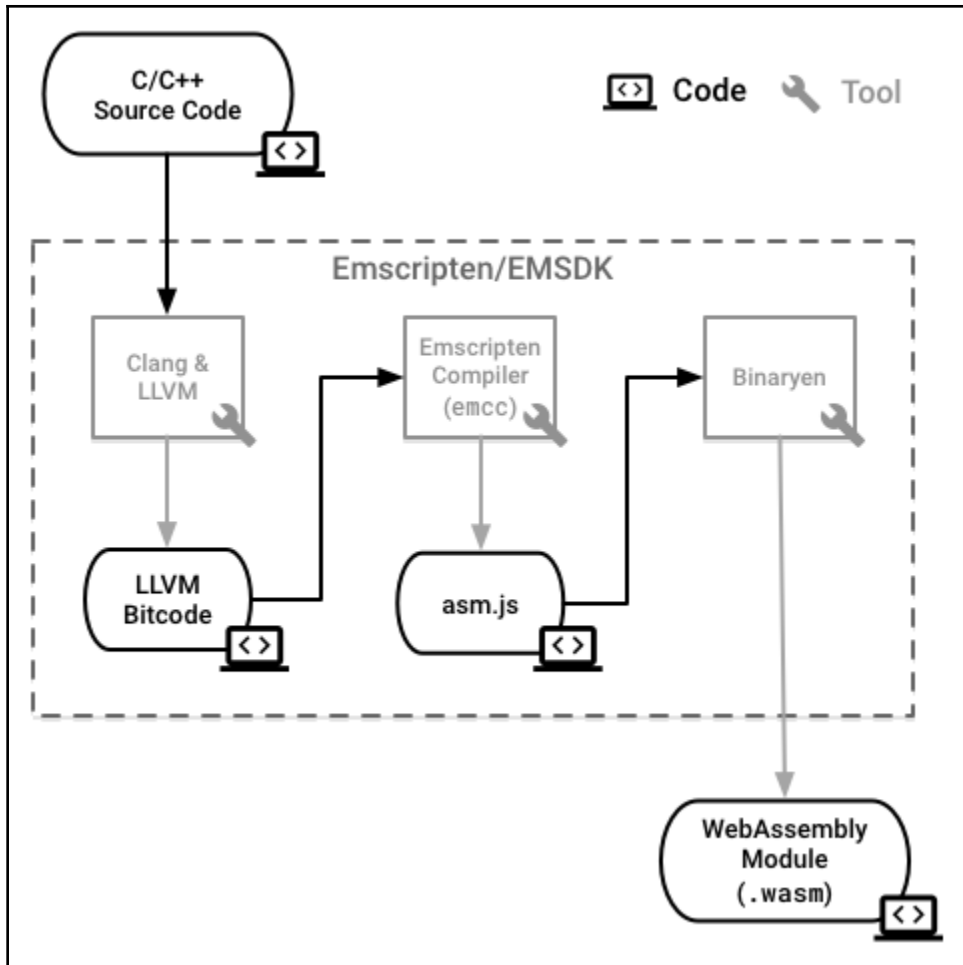 C/C++
Source Code
Code
Tool
Emscripten/EMSDK
Clang &
LLVM
Emscripten
Compiler
(emcc)
Binaryen
LLVM
Bitcode
asm.js
WebAssembly
Module
(.wasm)